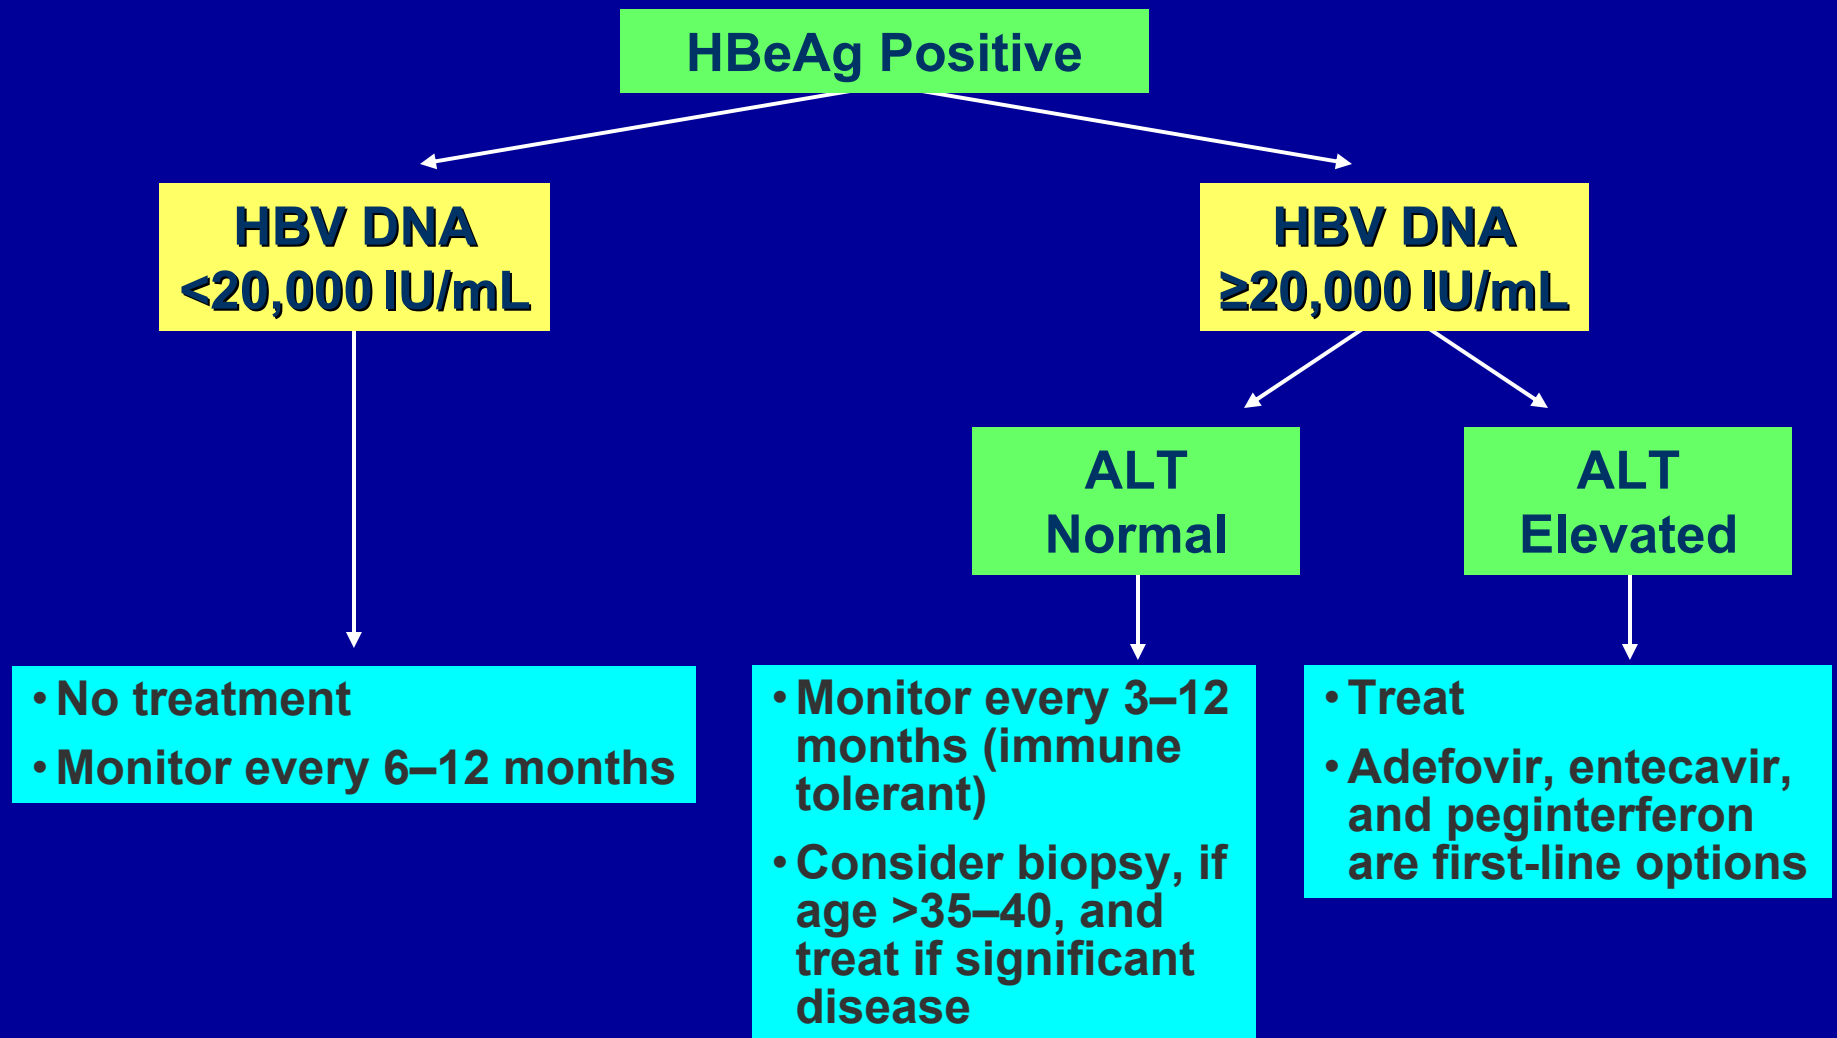 HBeAg Positive
HBV DNA
<20,000 IU/mL
HBV DNA
≥20,000 IU/mL
ALT
Normal
ALT
Elevated
• No treatment
• Monitor every 6–12 months
• Monitor every 3–12
months (immune
tolerant)
• Consider biopsy, if
age >35–40, and
treat if significant
disease
• Treat
• Adefovir, entecavir,
and peginterferon
are first-line options